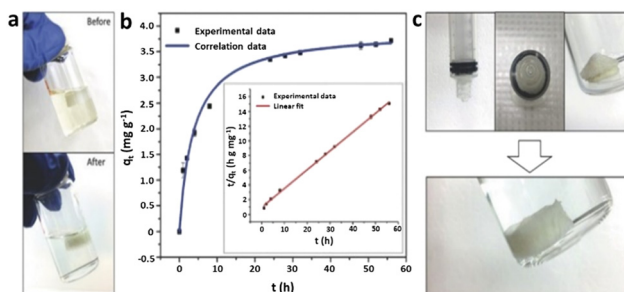 a
Before
After
b
qt (mg g⁻¹)
4.0
3.5
3.0
2.5
2.0
1.5
1.0
0.5
0.0
-0.5
Experimental data
Correlation data
t/qt (h g mg⁻¹)
16
14
12
10
8
6
4
2
0
Experimental data
Linear fit
0 10 20 30 40 50 60
t (h)
0 10 20 30 40 50 60
t (h)
c